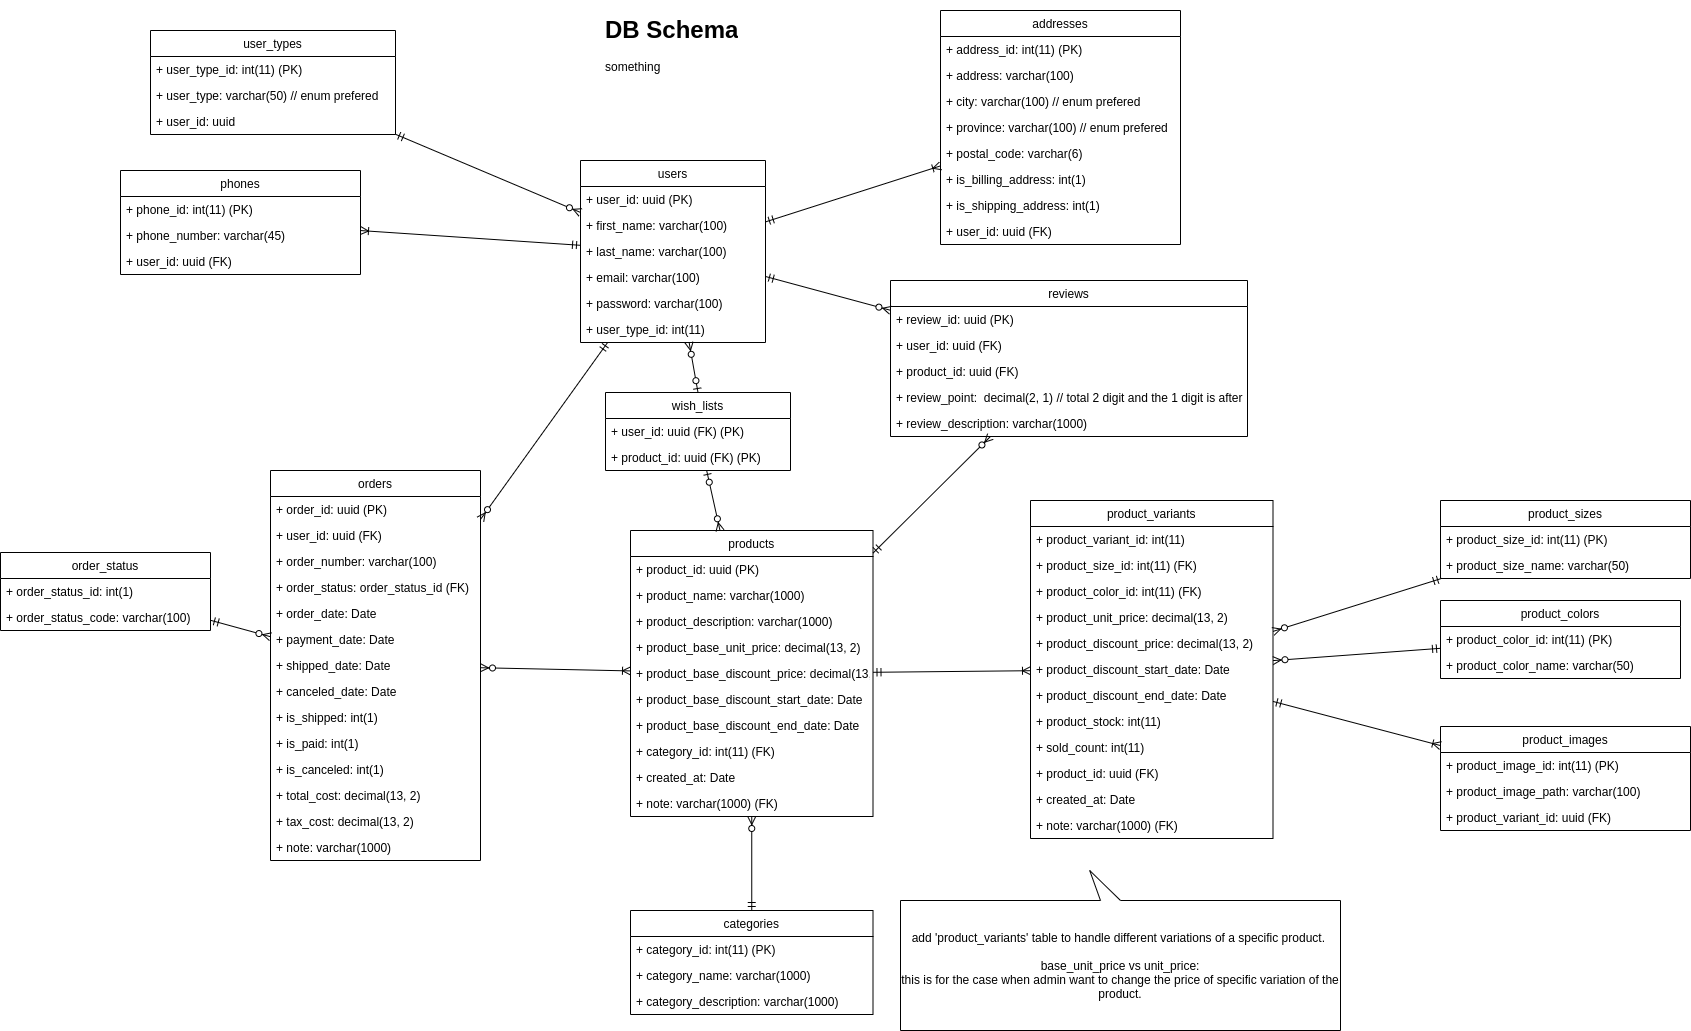 DB Schema
something
user_types
+ user_type_id: int(11) (PK)
+ user_type: varchar(50) // enum prefered
+ user_id: uuid
phones
+ phone_id: int(11) (PK)
+ phone_number: varchar(45)
+ user_id: uuid (FK)
users
+ user_id: uuid (PK)
+ first_name: varchar(100)
+ last_name: varchar(100)
+ email: varchar(100)
+ password: varchar(100)
+ user_type_id: int(11)
addresses
+ address_id: int(11) (PK)
+ address: varchar(100)
+ city: varchar(100) // enum prefered
+ province: varchar(100) // enum prefered
+ postal_code: varchar(6)
+ is_billing_address: int(1)
+ is_shipping_address: int(1)
+ user_id: uuid (FK)
reviews
+ review_id: uuid (PK)
+ user_id: uuid (FK)
+ product_id: uuid (FK)
+ review_point:  decimal(2, 1) // total 2 digit and the 1 digit is after
+ review_description: varchar(1000)
wish_lists
+ user_id: uuid (FK) (PK)
+ product_id: uuid (FK) (PK)
orders
+ order_id: uuid (PK)
+ user_id: uuid (FK)
+ order_number: varchar(100)
+ order_status: order_status_id (FK)
+ order_date: Date
+ payment_date: Date
+ shipped_date: Date
+ canceled_date: Date
+ is_shipped: int(1)
+ is_paid: int(1)
+ is_canceled: int(1)
+ total_cost: decimal(13, 2)
+ tax_cost: decimal(13, 2)
+ note: varchar(1000)
order_status
+ order_status_id: int(1)
+ order_status_code: varchar(100)
products
+ product_id: uuid (PK)
+ product_name: varchar(1000)
+ product_description: varchar(1000)
+ product_base_unit_price: decimal(13, 2)
+ product_base_discount_price: decimal(13
+ product_base_discount_start_date: Date
+ product_base_discount_end_date: Date
+ category_id: int(11) (FK)
+ created_at: Date
+ note: varchar(1000) (FK)
product_variants
+ product_variant_id: int(11)
+ product_size_id: int(11) (FK)
+ product_color_id: int(11) (FK)
+ product_unit_price: decimal(13, 2)
+ product_discount_price: decimal(13, 2)
+ product_discount_start_date: Date
+ product_discount_end_date: Date
+ product_stock: int(11)
+ sold_count: int(11)
+ product_id: uuid (FK)
+ created_at: Date
+ note: varchar(1000) (FK)
product_sizes
+ product_size_id: int(11) (PK)
+ product_size_name: varchar(50)
product_colors
+ product_color_id: int(11) (PK)
+ product_color_name: varchar(50)
product_images
+ product_image_id: int(11) (PK)
+ product_image_path: varchar(100)
+ product_variant_id: uuid (FK)
categories
+ category_id: int(11) (PK)
+ category_name: varchar(1000)
+ category_description: varchar(1000)
add 'product_variants' table to handle different variations of a specific product.
base_unit_price vs unit_price:
this is for the case when admin want to change the price of specific variation of the
product.